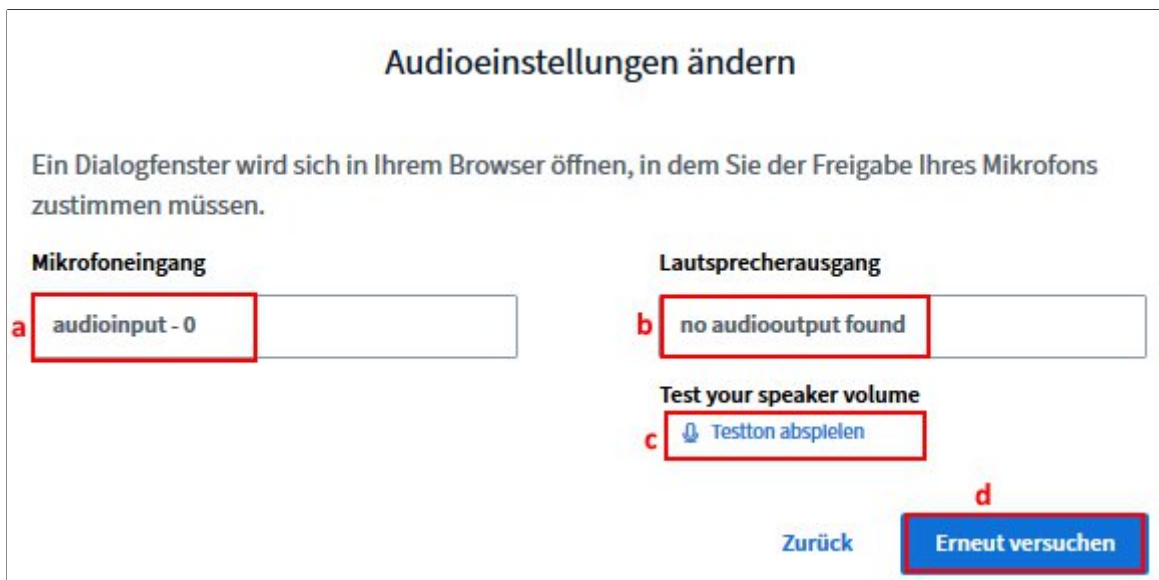 Audioeinstellungen ändern
Ein Dialogfenster wird sich in Ihrem Browser öffnen, in dem Sie der Freigabe Ihres Mikrofons
zustimmen müssen.
Mikrofoneingang
Lautsprecherausgang
a audioinput - 0
b no audiooutput found
Test your speaker volume
c Testton abspielen
d
Zurück
Erneut versuchen